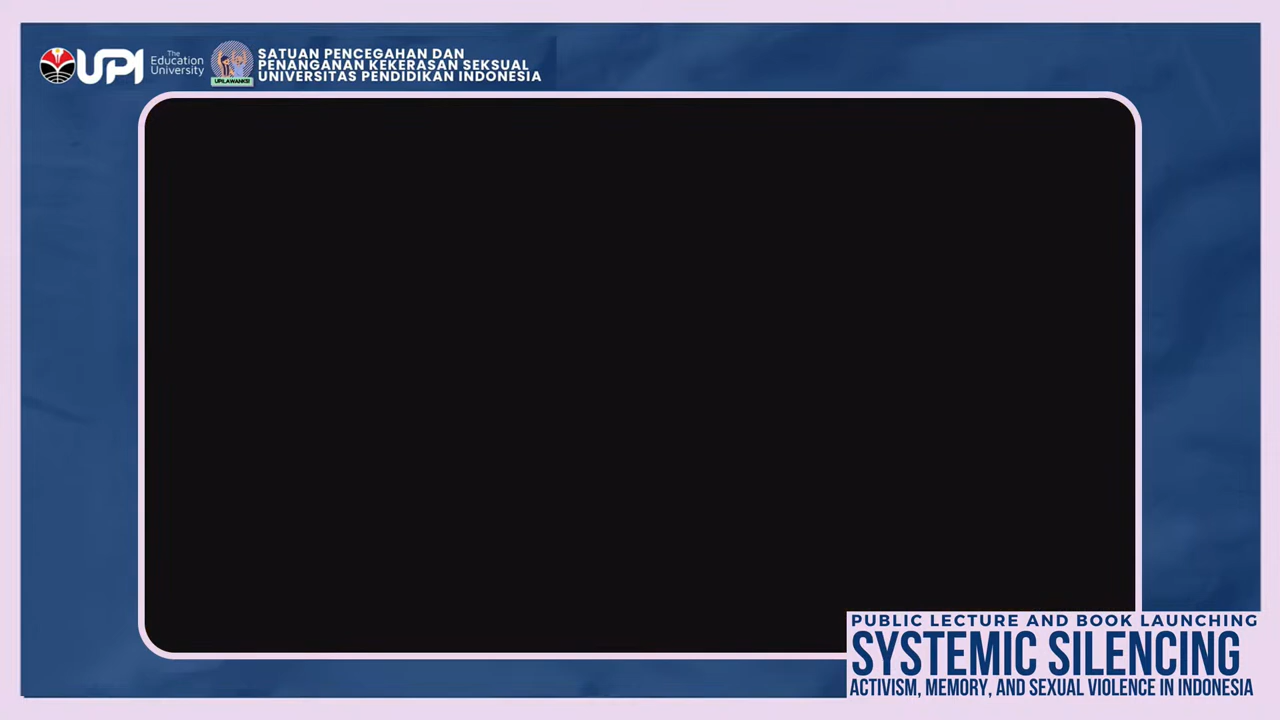 UPI
The
Education
University
UPILAWANKS!
SATUAN PENCEGAHAN DAN
PENANGANAN KEKERASAN SEKSUAL
UNIVERSITAS PENDIDIKAN INDONESIA
PUBLIC LECTURE AND BOOK LAUNCHING
SYSTEMIC SILENCING
ACTIVISM, MEMORY, AND SEXUAL VIOLENCE IN INDONESIA